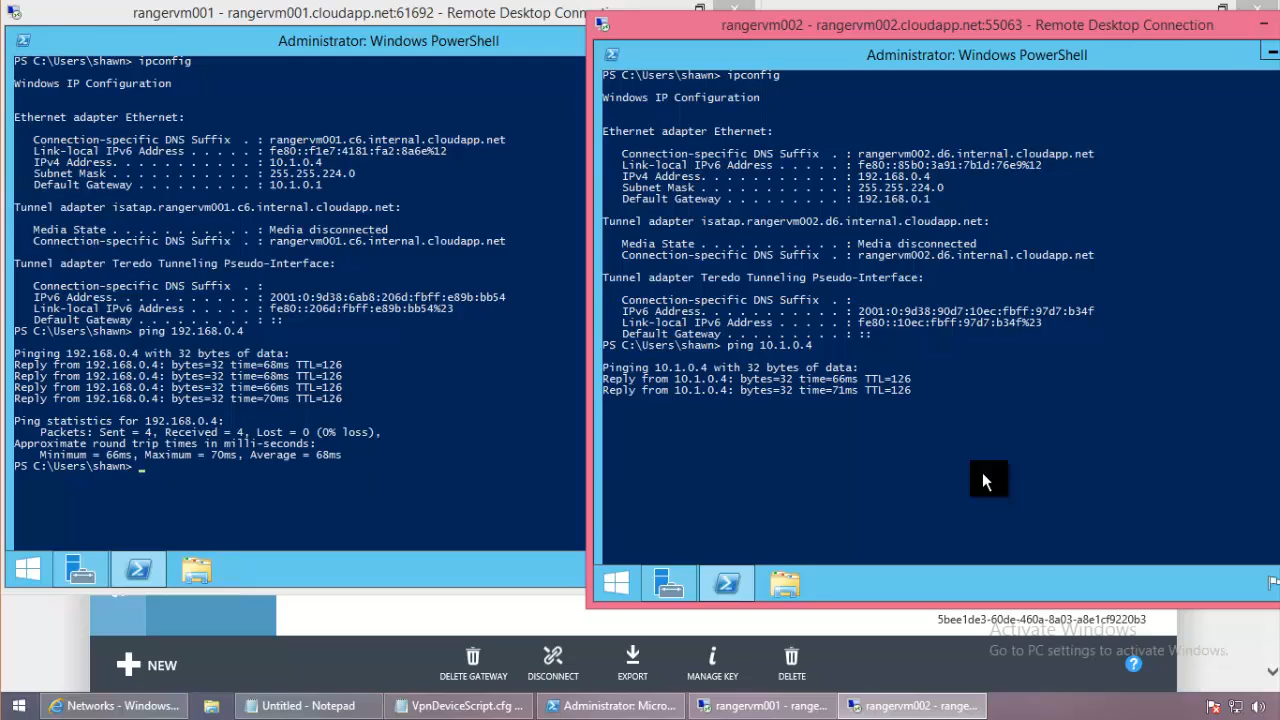 rangervm001 - rangervm001.cloudapp.net:61692 - Remote Desktop Conn
Administrator: Windows PowerShell
PS C:\Users\shawn> ipconfig
Windows IP Configuration
Ethernet adapter Ethernet:
Connection-specific DNS Suffix . : rangervm001.c6.internal.cloudapp.net
Link-local IPv6 Address . . . . . : fe80::f1e7:4181:fa2:8a6e%12
IPv4 Address. . . . . . . . . . . : 10.1.0.4
Subnet Mask . . . . . . . . . . . : 255.255.224.0
Default Gateway . . . . . . . . . : 10.1.0.1
Tunnel adapter isatap.rangervm001.c6.internal.cloudapp.net:
Media State . . . . . . . . . . . : Media disconnected
Connection-specific DNS Suffix . : rangervm001.c6.internal.cloudapp.net
Tunnel adapter Teredo Tunneling Pseudo-Interface:
Connection-specific DNS Suffix . :
IPv6 Address. . . . . . . . . . . : 2001:0:9d38:6ab8:206d:fbff:e89b:bb54
Link-local IPv6 Address . . . . . : fe80::206d:fbff:e89b:bb54%23
Default Gateway . . . . . . . . . : ::
PS C:\Users\shawn> ping 192.168.0.4
Pinging 192.168.0.4 with 32 bytes of data:
Reply from 192.168.0.4: bytes=32 time=68ms TTL=126
Reply from 192.168.0.4: bytes=32 time=68ms TTL=126
Reply from 192.168.0.4: bytes=32 time=66ms TTL=126
Reply from 192.168.0.4: bytes=32 time=70ms TTL=126
Ping statistics for 192.168.0.4:
Packets: Sent = 4, Received = 4, Lost = 0 (0% loss),
Approximate round trip times in milli-seconds:
Minimum = 66ms, Maximum = 70ms, Average = 68ms
PS C:\Users\shawn> _
rangervm002 - rangervm002.cloudapp.net:55063 - Remote Desktop Connection
Administrator: Windows PowerShell
PS C:\Users\shawn> ipconfig
Windows IP Configuration
Ethernet adapter Ethernet:
Connection-specific DNS Suffix . : rangervm002.d6.internal.cloudapp.net
Link-local IPv6 Address . . . . . : fe80::85b0:3a91:7b1d:76e9%12
IPv4 Address. . . . . . . . . . . : 192.168.0.4
Subnet Mask . . . . . . . . . . . : 255.255.224.0
Default Gateway . . . . . . . . . : 192.168.0.1
Tunnel adapter isatap.rangervm002.d6.internal.cloudapp.net:
Media State . . . . . . . . . . . : Media disconnected
Connection-specific DNS Suffix . : rangervm002.d6.internal.cloudapp.net
Tunnel adapter Teredo Tunneling Pseudo-Interface:
Connection-specific DNS Suffix . :
IPv6 Address. . . . . . . . . . . : 2001:0:9d38:90d7:10ec:fbff:97d7:b34f
Link-local IPv6 Address . . . . . : fe80::10ec:fbff:97d7:b34f%23
Default Gateway . . . . . . . . . : ::
PS C:\Users\shawn> ping 10.1.0.4
Pinging 10.1.0.4 with 32 bytes of data:
Reply from 10.1.0.4: bytes=32 time=66ms TTL=126
Reply from 10.1.0.4: bytes=32 time=71ms TTL=126
5bee1de3-60de-460a-8a03-a8e1cf9220b3
Activate Windows
Go to PC settings to activate Windows.
NEW
DELETE GATEWAY
DISCONNECT
EXPORT
MANAGE KEY
DELETE
?
Networks - Windows...
Untitled - Notepad
VpnDeviceScript.cfg ...
Administrator: Micro...
rangervm001 - range...
rangervm002 - range...